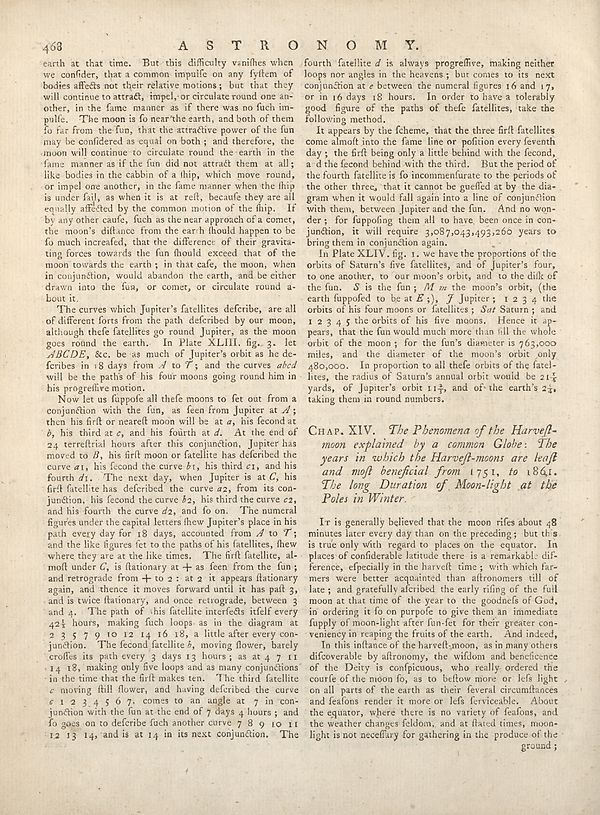 468 A S T R O N O M Y.
earth at that time. But this difficulty vaniſhes when
we conſider, that a common impulſe on any ſyſtem of
bodies affects not their relative motions; but that they
will continue to attract, impel, or circulate round one an-
other, in the ſame manner as if there was no ſuch im-
pulſe. The moon is ſo near the earth, and both of them
ſo far from the ſun, that the attractive power of the ſun
may be conſidered as equal on both; and therefore, the
moon will continue to circulate round the earth in the
ſame manner as if the ſun did not attract them at all;
like bodies in the cabbin of a ſhip, which move round,
or impel one another, in the ſame manner when the ſhip
is under ſail, as when it is at reſt, becauſe they are all
equally affected by the common motion of the ſhip. If
by any other cauſe, ſuch as the near approach of a comet,
the moon's diſtance from the earth ſhould happen to be
ſo much increaſed, that the difference of their gravita-
ting forces towards the ſun ſhould exceed that of the
moon towards the earth; in that caſe, the moon, when
in conjunction, would abandon the earth, and be either
drawn into the ſun, or comet, or circulate round a-
bout it.
The curves which Jupiter's ſatellites deſcribe, are all
of different ſorts from the path deſcribed by our moon,
although theſe ſatellites go round Jupiter, as the moon
goes round the earth. In Plate XLIII. fig. 3. let
ABCDE, &c. be as much of Jupiter's orbit as he de-
ſcribes in 18 days from A to T; and the curves abcd
will be the paths of his four moons going round him in
his progreſſive motion.
Now let us ſuppoſe all theſe moons to ſet out from a
conjunction with the ſun, as ſeen from Jupiter at A;
then his firſt or neareſt moon will be at a, his ſecond at
b, his third at c, and his fourth at d. At the end of
24 terreſtrial hours after this conjunction, Jupiter has
moved to B, his firſt moon or ſatellite has deſcribed the
curve a1, his ſecond the curve b1, his third c1, and his
fourth d1. The next day, when Jupiter is at C, his
firſt ſatellite has deſcribed the curve a2, from its con-
junction, his ſecond the curve b2, his third the curve c2,
and his fourth the curve d2, and ſo on. The numeral
figures under the capital letters ſhew Jupiter's place in his
path every day for 18 days, accounted from A to T;
and the like figures ſet to the paths of his ſatellites, ſhew
where they are at the like times. The firſt ſatellite, al-
moſt under C, is ſtationary at + as ſeen from the ſun;
and retrograde from + to 2: at 2 it appears ſtationary
again, and thence it moves forward until it has paſt 3,
and is twice ſtationary, and once retrograde, between 3
and 4. The path of this ſatellite interſects itſelf every
42½ hours, making ſuch loops as in the diagram at
2 3 5 7 9 10 12 14 16 18, a little after every con-
junction. The ſecond ſatellite b, moving ſlower, barely
croſſes its path every 3 days 13 hours; as at 4 7 11
14 18, making only five loops and as many conjunctions
in the time that the firſt makes ten. The third ſatellite
c moving ſtill ſlower, and having deſcribed the curve
c 1 2 3 4 5 6 7. comes to an angle at 7 in con-
junction with the ſun at the end of 7 days 4 hours; and
ſo goes on to deſcribe ſuch another curve 7 8 9 10 11
12 13 14, and is at 14 in its next conjunction. The
fourth ſatellite d is always progreſſive, making neither
loops nor angles in the heavens; but comes to its next
conjunction at e between the numeral figures 16 and 17,
or in 16 days 18 hours. In order to have a tolerably
good figure of the paths of theſe ſatellites, take the
following method.
It appears by the ſcheme, that the three firſt ſatellites
come almoſt into the ſame line or poſition every ſeventh
day; the firſt being only a little behind with the ſecond,
and the ſecond behind with the third. But the period of
the fourth ſatellite is ſo incommenſurate to the periods of
the other three, that it cannot be gueſſed at by the dia-
gram when it would fall again into a line of conjunction
with them, between Jupiter and the ſun. And no won-
der; for ſuppoſing them all to have been once in con-
junction, it will require 3,087,043,493,260 years to
bring them in conjunction again.
In Plate XLIV. fig. 1. we have the proportions of the
orbits of Saturn's five ſatellites, and of Jupiter's four,
to one another, to our moon's orbit, and to the diſk of
the ſun. S is the ſun; M m the moon's orbit, (the
earth ſuppoſed to be at E;), J Jupiter; 1 2 3 4 the
orbits of his four moons or ſatellites; Sat Saturn; and
1 2 3 4 5 the orbits of his five moons. Hence it ap-
pears, that the ſun would much more than fill the whole
orbit of the moon; for the ſun's diameter is 763,000
miles, and the diameter of the moon's orbit only
480,000. In proportion to all theſe orbits of the ſatel-
lites, the radius of Saturn's annual orbit would be 21¼
yards, of Jupiter's orbit 11⅔, and of the earth's 2¼,
taking them in round numbers.
CHAP. XIV. The Phenomena of the Harveſt-
moon explained by a common Globe: The
years in which the Harveſt-moons are leaſt
and moſt beneficial from 1751, to 1861.
The long Duration of Moon-light at the
Poles in Winter.
IT is generally believed that the moon riſes about 48
minutes later every day than on the preceding; but this
is true only with regard to places on the equator. In
places of conſiderable latitude there is a remarkable dif-
ference, eſpecially in the harveſt time; with which far-
mers were better acquainted than aſtronomers till of
late; and gratefully aſcribed the early riſing of the full
moon at that time of the year to the goodneſs of God,
in ordering it ſo on purpoſe to give them an immediate
ſupply of moon-light after ſun-ſet for their greater con-
veniency in reaping the fruits of the earth. And indeed,
In this inſtance of the harveſt-moon, as in many others
diſcoverable by aſtronomy, the wiſdom and beneficence
of the Deity is conſpicuous, who really ordered the
courſe of the moon ſo, as to beſtow more or leſs light
on all parts of the earth as their ſeveral circumſtances
and ſeaſons render it more or leſs ſerviceable. About
the equator, where there is no variety of ſeaſons, and
the weather changes ſeldom, and at ſtated times, moon-
light is not neceſſary for gathering in the produce of the
ground;